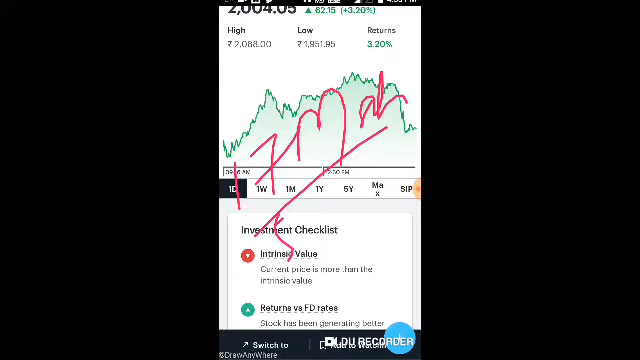 2,004.05 ▲ 62.15 (+3.20%)
High Low Returns
₹ 2,068.00 ₹ 1,951.95 3.20%
1D 1W 1M 1Y 5Y Max SIP
Investment Checklist
Intrinsic Value
Current price is more than the
intrinsic value
Returns vs FD rates
Stock has been generating better
Switch to
DU RECORDER
©DrawAnyWhere